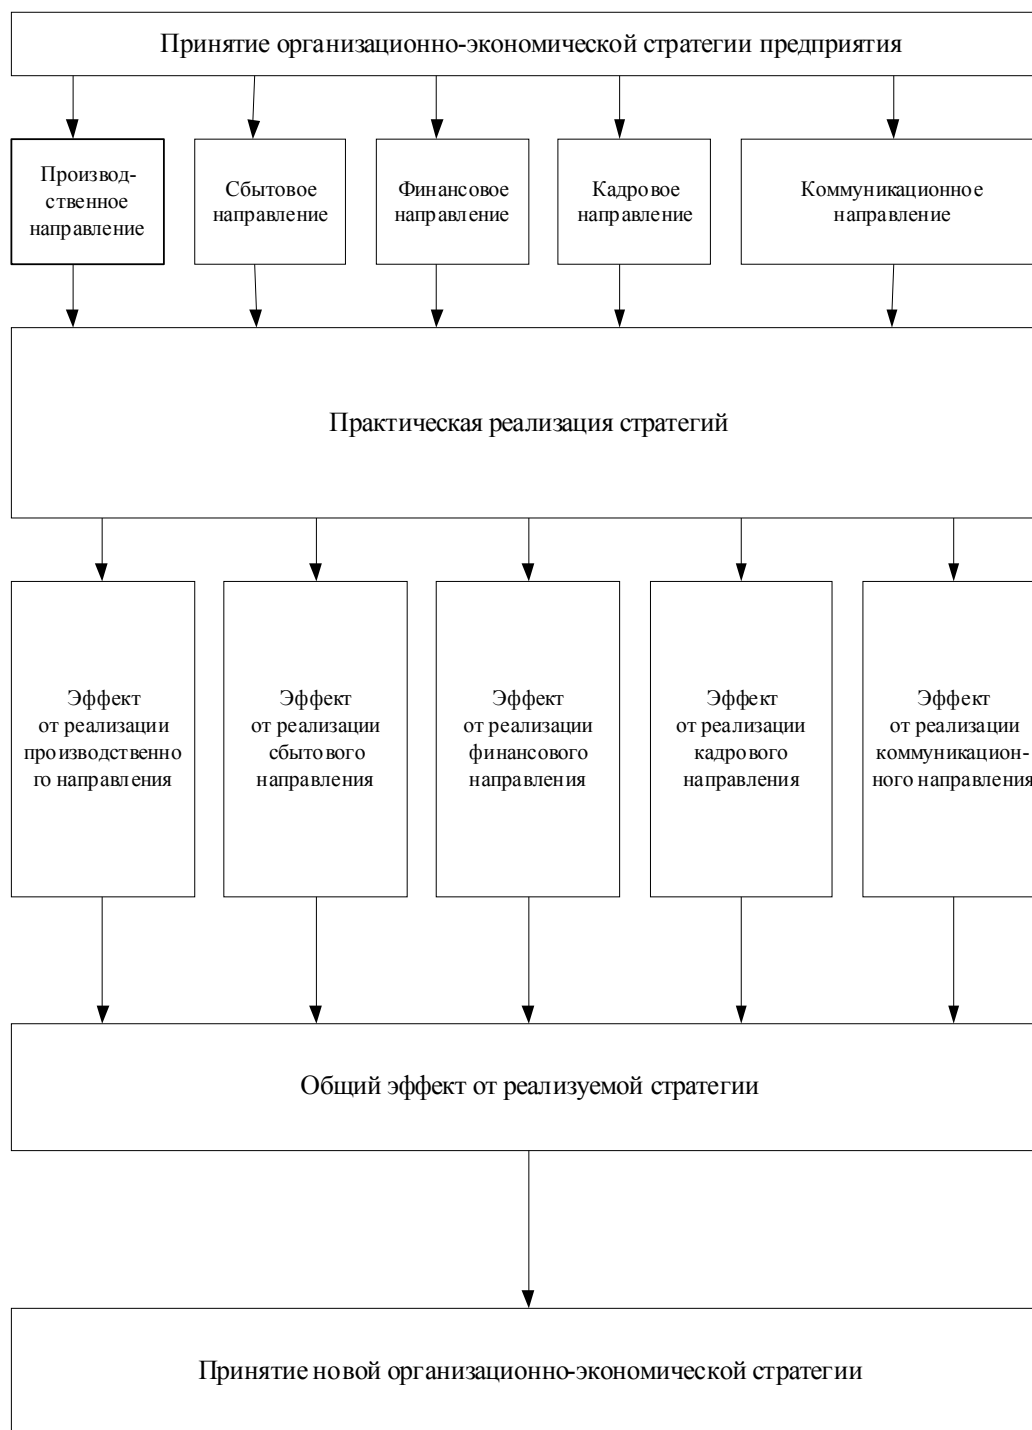 Принятие организационно-экономической стратегии предприятия
Производ-
ственное
направление
Сбытовое
направление
Финансовое
направление
Кадровое
направление
Коммуникационное
направление
Практическая реализация стратегий
Эффект
от реализации
производственно
го направления
Эффект
от реализации
сбытового
направления
Эффект
от реализации
финансового
направления
Эффект
от реализации
кадрового
направления
Эффект
от реализации
коммуникацион-
ного направления
Общий эффект от реализуемой стратегии
Принятие новой организационно-экономической стратегии